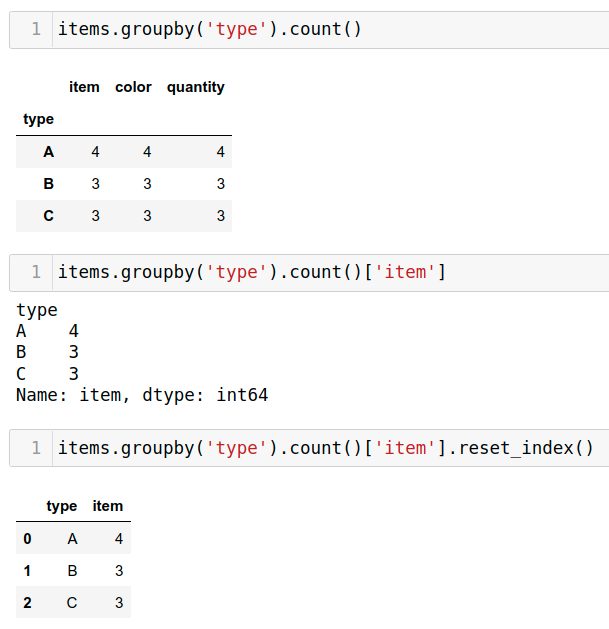 1 items.groupby('type').count()
item color quantity
type
A 4 4 4
B 3 3 3
C 3 3 3
1 items.groupby('type').count()['item']
type
A 4
B 3
C 3
Name: item, dtype: int64
1 items.groupby('type').count()['item'].reset_index()
type item
0 A 4
1 B 3
2 C 3